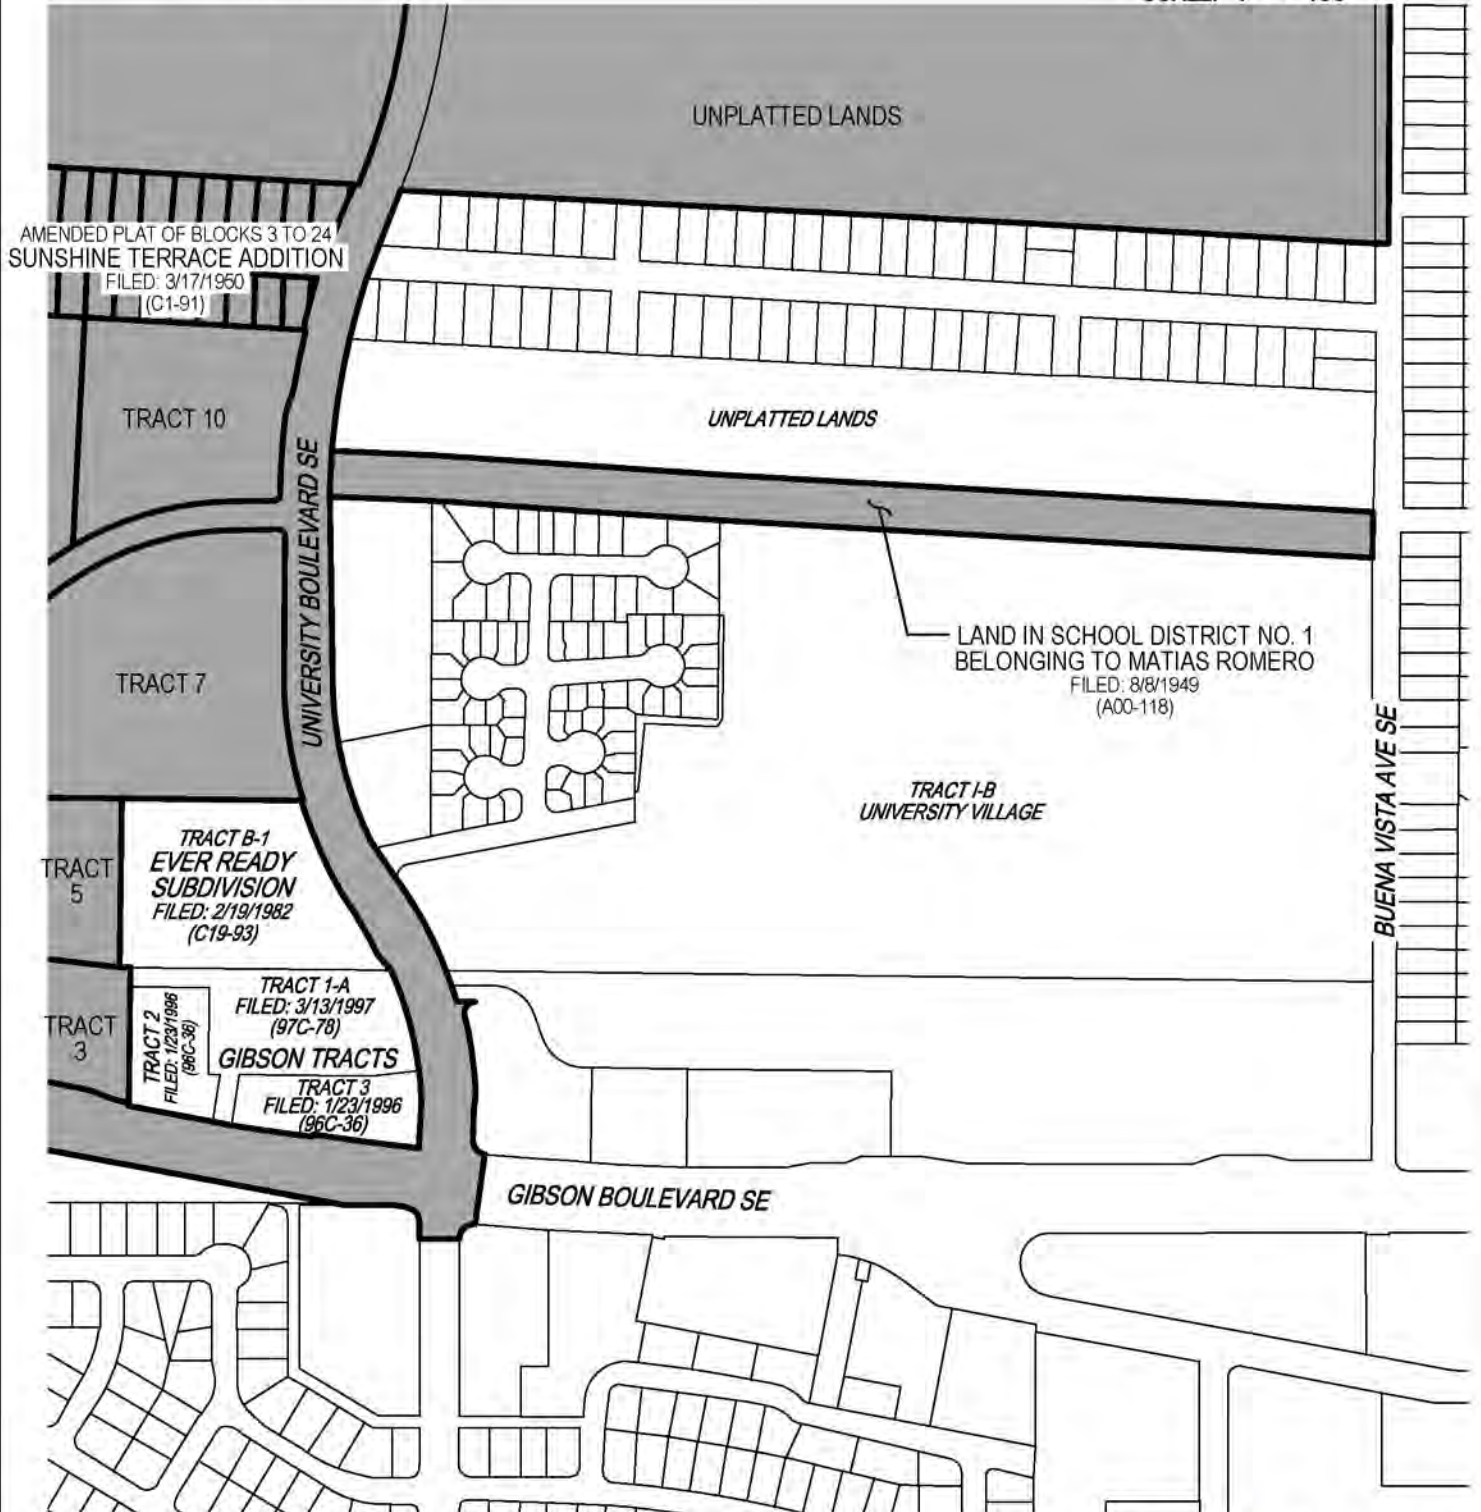 UNPLATTED LANDS
AMENDED PLAT OF BLOCKS 3 TO 24
SUNSHINE TERRACE ADDITION
FILED: 3/17/1950
(C1-91)
TRACT 10
UNPLATTED LANDS
UNIVERSITY BOULEVARD SE
LAND IN SCHOOL DISTRICT NO. 1
BELONGING TO MATIAS ROMERO
FILED: 8/8/1949
(A00-118)
TRACT 7
TRACT I-B
UNIVERSITY VILLAGE
BUENA VISTA AVE SE
TRACT
5
TRACT B-1
EVER READY
SUBDIVISION
FILED: 2/19/1982
(C19-93)
TRACT
3
TRACT 2
FILED: 1/23/1996
(96C-36)
TRACT 1-A
FILED: 3/13/1997
(97C-78)
GIBSON TRACTS
TRACT 3
FILED: 1/23/1996
(96C-36)
GIBSON BOULEVARD SE